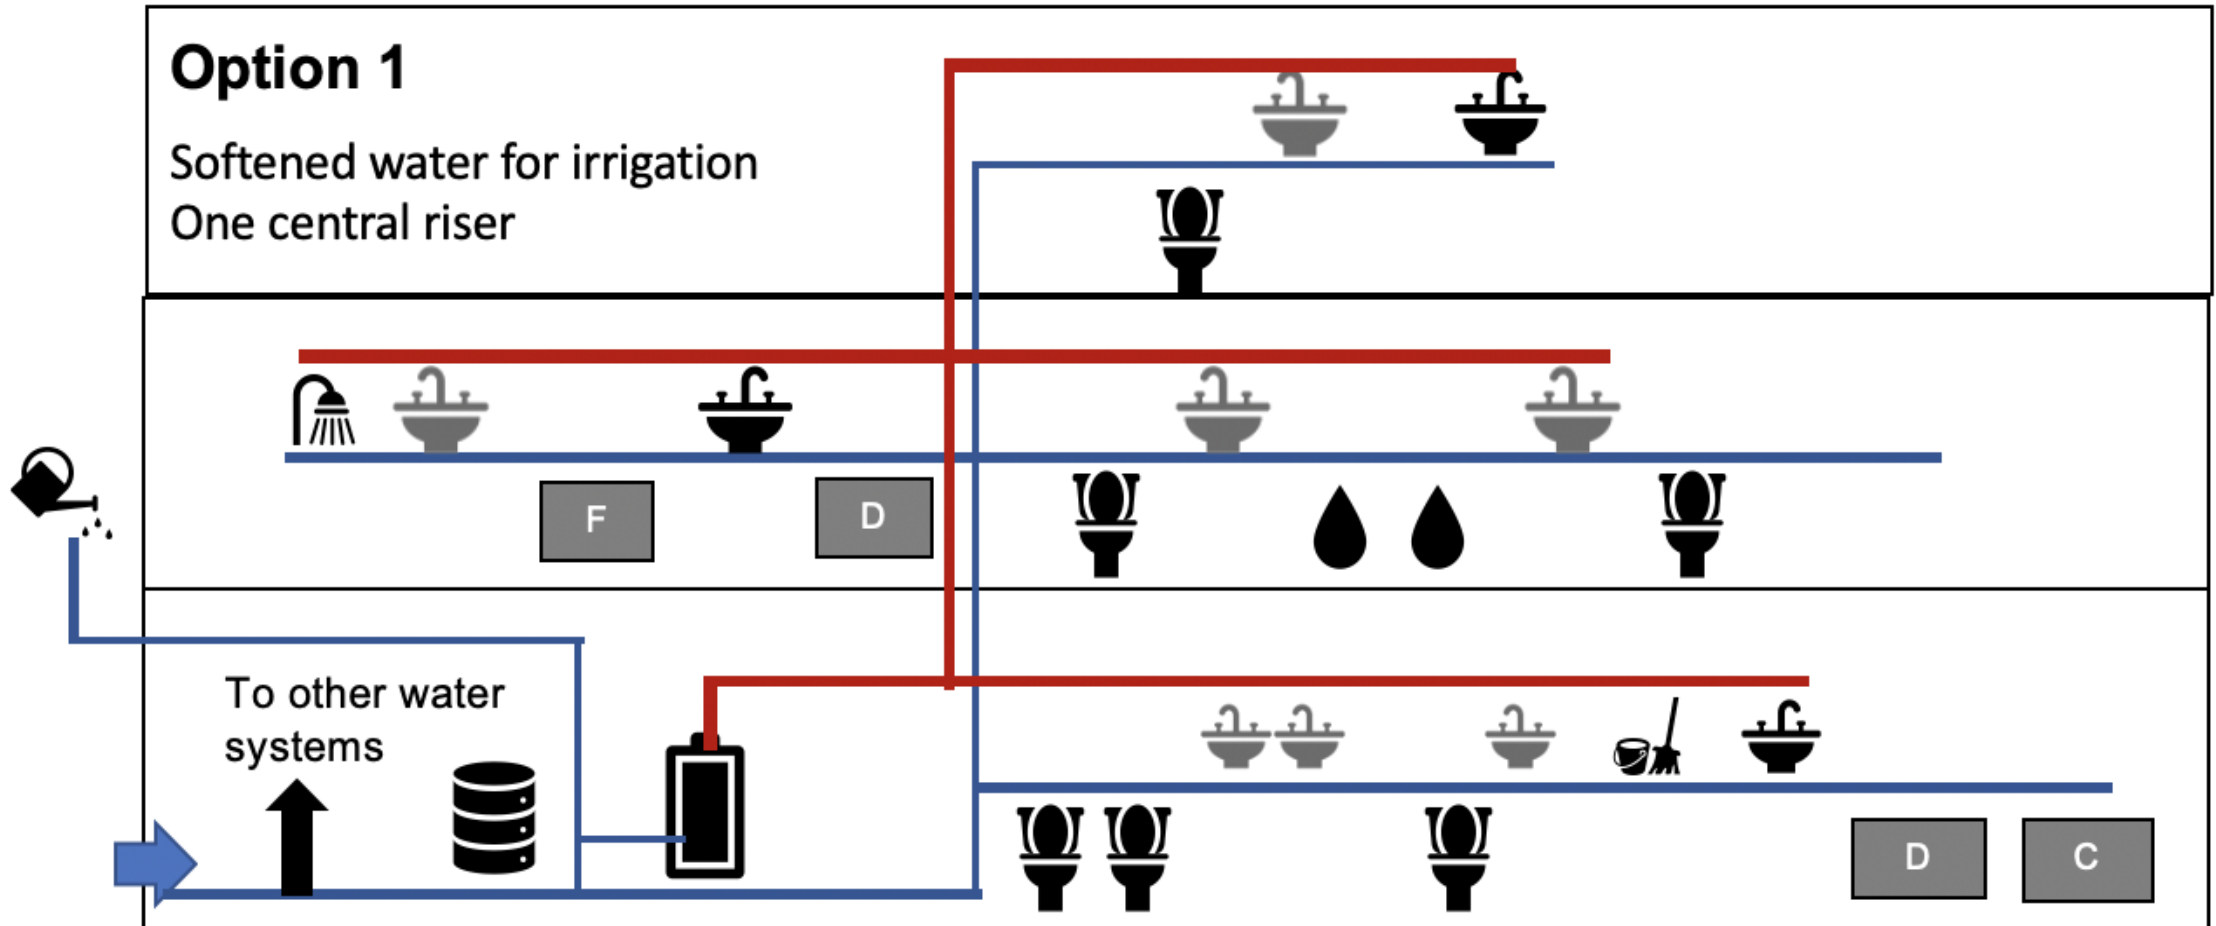 Option 1
Softened water for irrigation
One central riser
F
D
To other water
systems
D
C